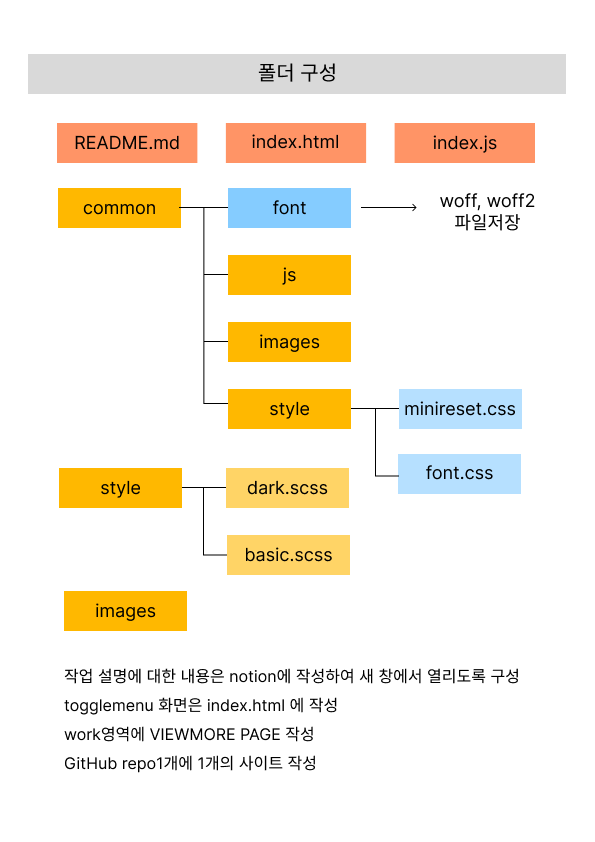 폴더 구성
README.md
index.html
index.js
common
font
woff, woff2
파일저장
js
images
style
minireset.css
font.css
style
dark.scss
basic.scss
images
작업 설명에 대한 내용은 notion에 작성하여 새 창에서 열리도록 구성
togglemenu 화면은 index.html 에 작성
work영역에 VIEWMORE PAGE 작성
GitHub repo1개에 1개의 사이트 작성